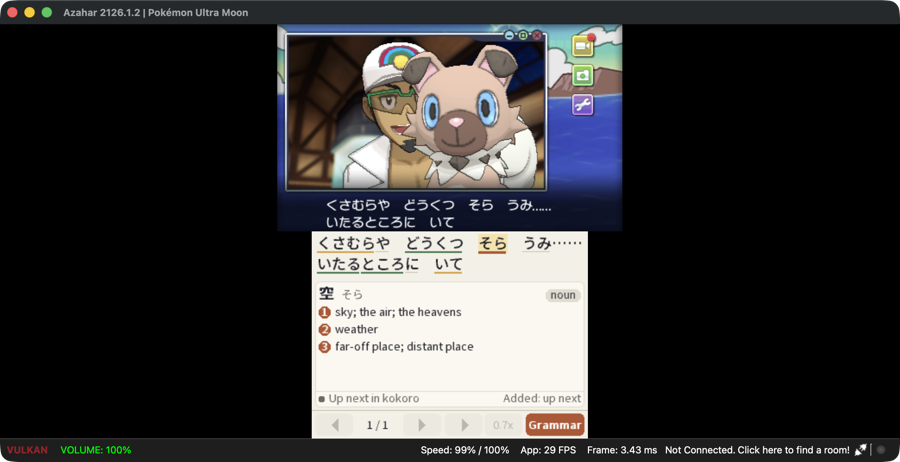 Azahar 2126.1.2 | Pokémon Ultra Moon
くさむらや　どうくつ　そら　うみ……
いたるところに　いて
くさむらや　どうくつ　そら　うみ……
いたるところに　いて
空 そら noun
1 sky; the air; the heavens
2 weather
3 far-off place; distant place
Up next in kokoro Added: up next
1 / 1 0.7x Grammar
VULKAN VOLUME: 100% Speed: 99% / 100% App: 29 FPS Frame: 3.43 ms Not Connected. Click here to find a room!